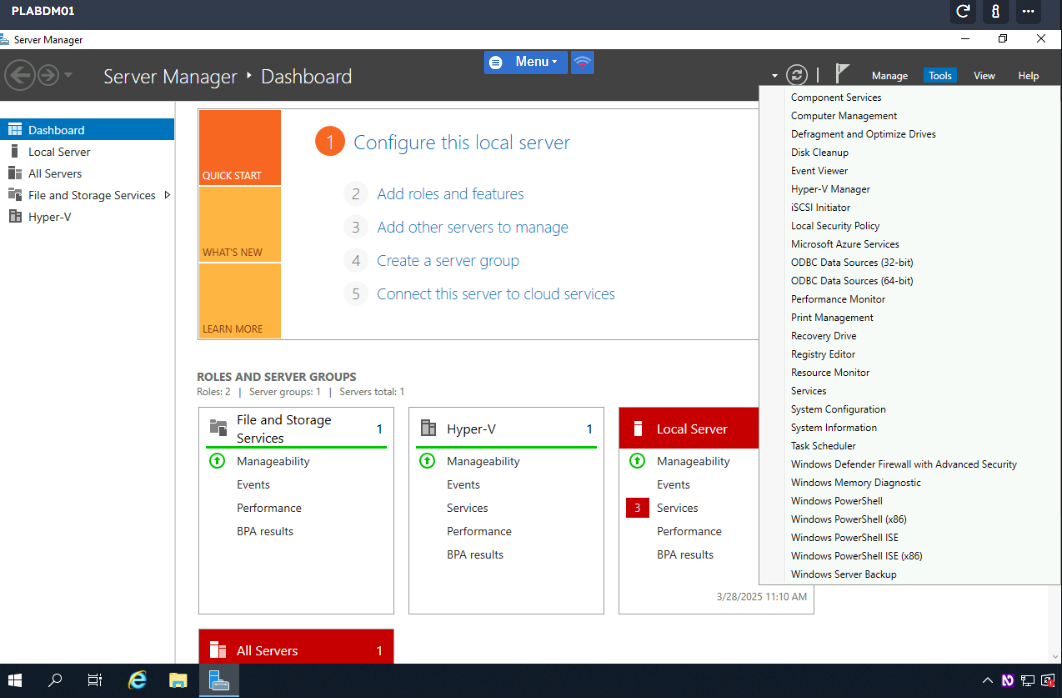 PLABDM01
Server Manager
Server Manager • Dashboard
Menu
Manage
Tools
View
Help
Dashboard
Local Server
All Servers
File and Storage Services
Hyper-V
QUICK START
WHAT'S NEW
LEARN MORE
1 Configure this local server
2 Add roles and features
3 Add other servers to manage
4 Create a server group
5 Connect this server to cloud services
ROLES AND SERVER GROUPS
Roles: 2 | Server groups: 1 | Servers total: 1
File and Storage
Services
1
Manageability
Events
Performance
BPA results
Hyper-V 1
Manageability
Events
Services
Performance
BPA results
Local Server
Manageability
Events
3 Services
Performance
BPA results
3/28/2025 11:10 AM
All Servers 1
Component Services
Computer Management
Defragment and Optimize Drives
Disk Cleanup
Event Viewer
Hyper-V Manager
iSCSI Initiator
Local Security Policy
Microsoft Azure Services
ODBC Data Sources (32-bit)
ODBC Data Sources (64-bit)
Performance Monitor
Print Management
Recovery Drive
Registry Editor
Resource Monitor
Services
System Configuration
System Information
Task Scheduler
Windows Defender Firewall with Advanced Security
Windows Memory Diagnostic
Windows PowerShell
Windows PowerShell (x86)
Windows PowerShell ISE
Windows PowerShell ISE (x86)
Windows Server Backup